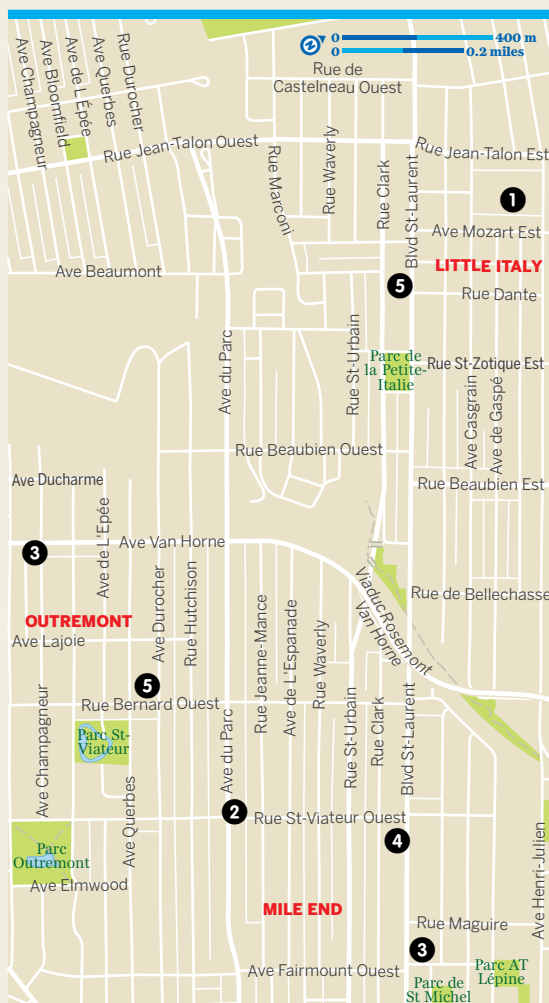 0 400 m
0 0.2 miles
Rue de
Castelneau Ouest
Ave Champagneur
Ave Bloomfield
Ave de L'Épée
Ave Querbes
Rue Durocher
Rue Jean-Talon Ouest
Rue Jean-Talon Est
Rue Marconi
Rue Waverly
Rue Clark
Blvd St-Laurent
1
Ave Mozart Est
LITTLE ITALY
Ave Beaumont
5
Rue Dante
Ave du Parc
Rue St-Urbain
Parc de
la Petite-
Italie
Rue St-Zotique Est
Ave Casgrain
Ave de Gaspé
Rue Beaubien Ouest
Rue Beaubien Est
Ave Ducharme
Ave de L'Epée
3
Ave Van Horne
Ave Durocher
Rue Hutchison
Viaduc Rosemont
Van Horne
Rue de Bellechasse
OUTREMONT
Ave Lajoie
Rue Jeanne-Mance
Ave de L'Espanade
Rue Waverly
5
Rue Bernard Ouest
Ave Champagneur
Parc St-
Viateur
Ave du Parc
Rue St-Urbain
Rue Clark
Blvd St-Laurent
Ave Querbes
2
Rue St-Viateur Ouest
4
Parc
Outremont
Ave Elmwood
Ave Henri-Julien
MILE END
Rue Maguire
3
Ave Fairmount Ouest
Parc AT
Lépine
Parc de
St Michel